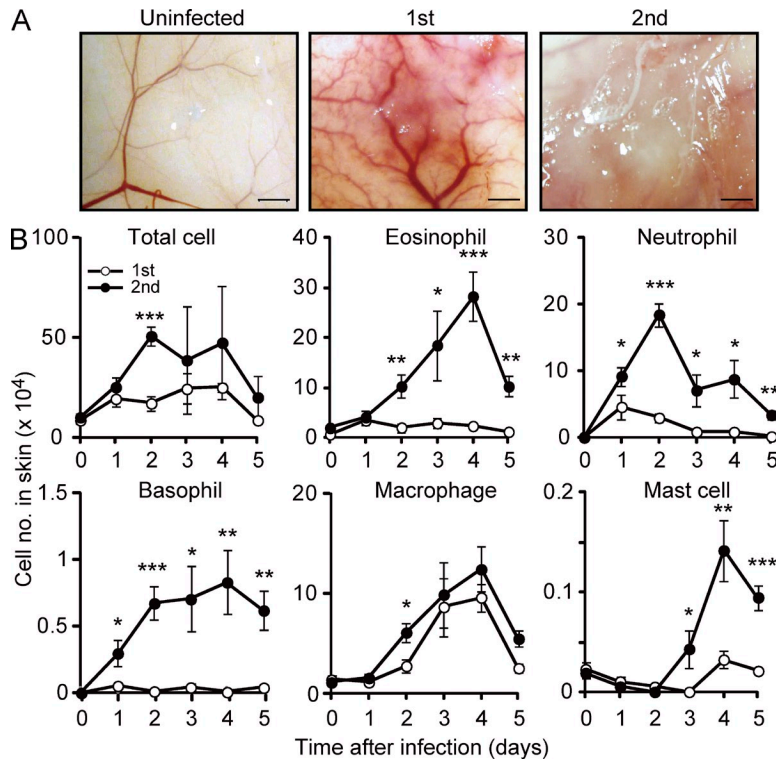 A
Uninfected 1st 2nd
B
Total cell Eosinophil Neutrophil
100 40 30
1st
2nd
*** ** * *** ** * *** * * **
30
20
50 20
10
10
0 0 0
0 1 2 3 4 5 0 1 2 3 4 5 0 1 2 3 4 5
Basophil Macrophage Mast cell
1.5 20 0.2
* *** * ** ** * * ** ***
1
10 0.1
0.5
0 0 0
0 1 2 3 4 5 0 1 2 3 4 5 0 1 2 3 4 5
Cell no. in skin (x 10⁴)
Time after infection (days)